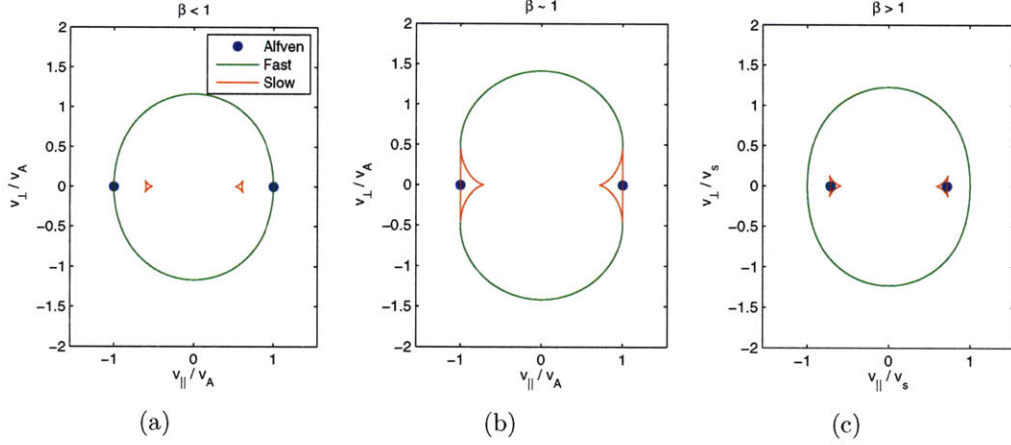 β < 1
2
1.5
1
0.5
0
−0.5
−1
−1.5
−2
v⊥ / vA
−1 0 1
v|| / vA
Alfven
Fast
Slow
(a)
β ~ 1
2
1.5
1
0.5
0
−0.5
−1
−1.5
−2
v⊥ / vA
−1 0 1
v|| / vA
(b)
β > 1
2
1.5
1
0.5
0
−0.5
−1
−1.5
−2
v⊥ / vs
−1 0 1
v|| / vs
(c)